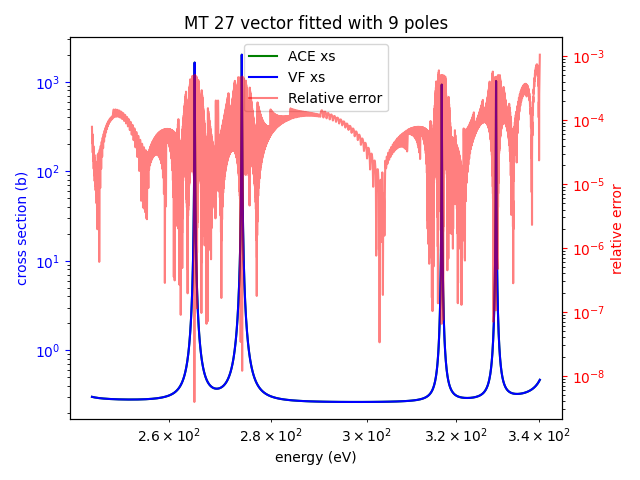 MT 27 vector fitted with 9 poles
ACE xs
VF xs
Relative error
cross section (b)
10³
10²
10¹
10⁰
relative error
10⁻³
10⁻⁴
10⁻⁵
10⁻⁶
10⁻⁷
10⁻⁸
2.6 × 10² 2.8 × 10² 3 × 10² 3.2 × 10² 3.4 × 10²
energy (eV)